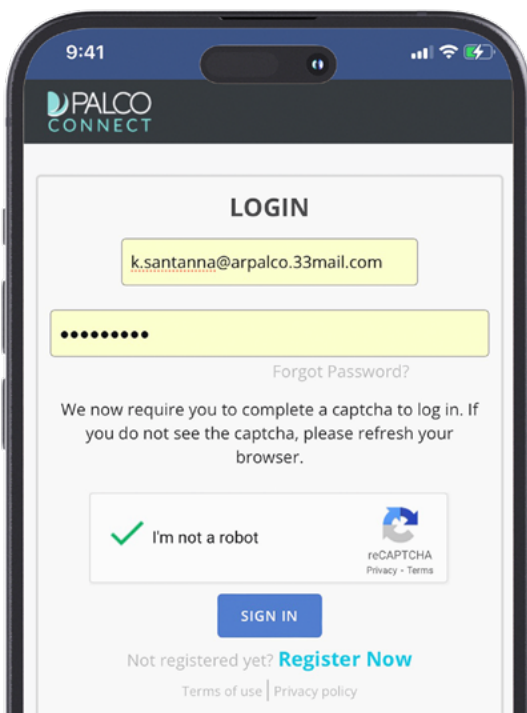 9:41
PALCO
CONNECT
LOGIN
k.santanna@arpalco.33mail.com
•••••••••
Forgot Password?
We now require you to complete a captcha to log in. If
you do not see the captcha, please refresh your
browser.
I'm not a robot
reCAPTCHA
Privacy - Terms
SIGN IN
Not registered yet? Register Now
Terms of use | Privacy policy